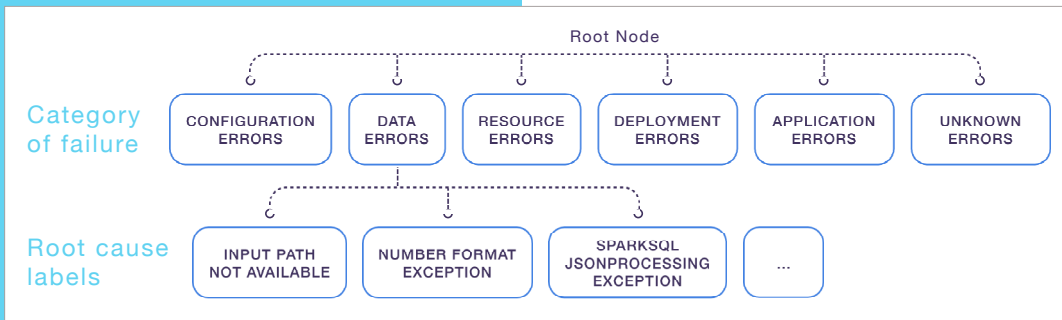 Root Node
Category
of failure
CONFIGURATION
ERRORS
DATA
ERRORS
RESOURCE
ERRORS
DEPLOYMENT
ERRORS
APPLICATION
ERRORS
UNKNOWN
ERRORS
Root cause
labels
INPUT PATH
NOT AVAILABLE
NUMBER FORMAT
EXCEPTION
SPARKSQL
JSONPROCESSING
EXCEPTION
...